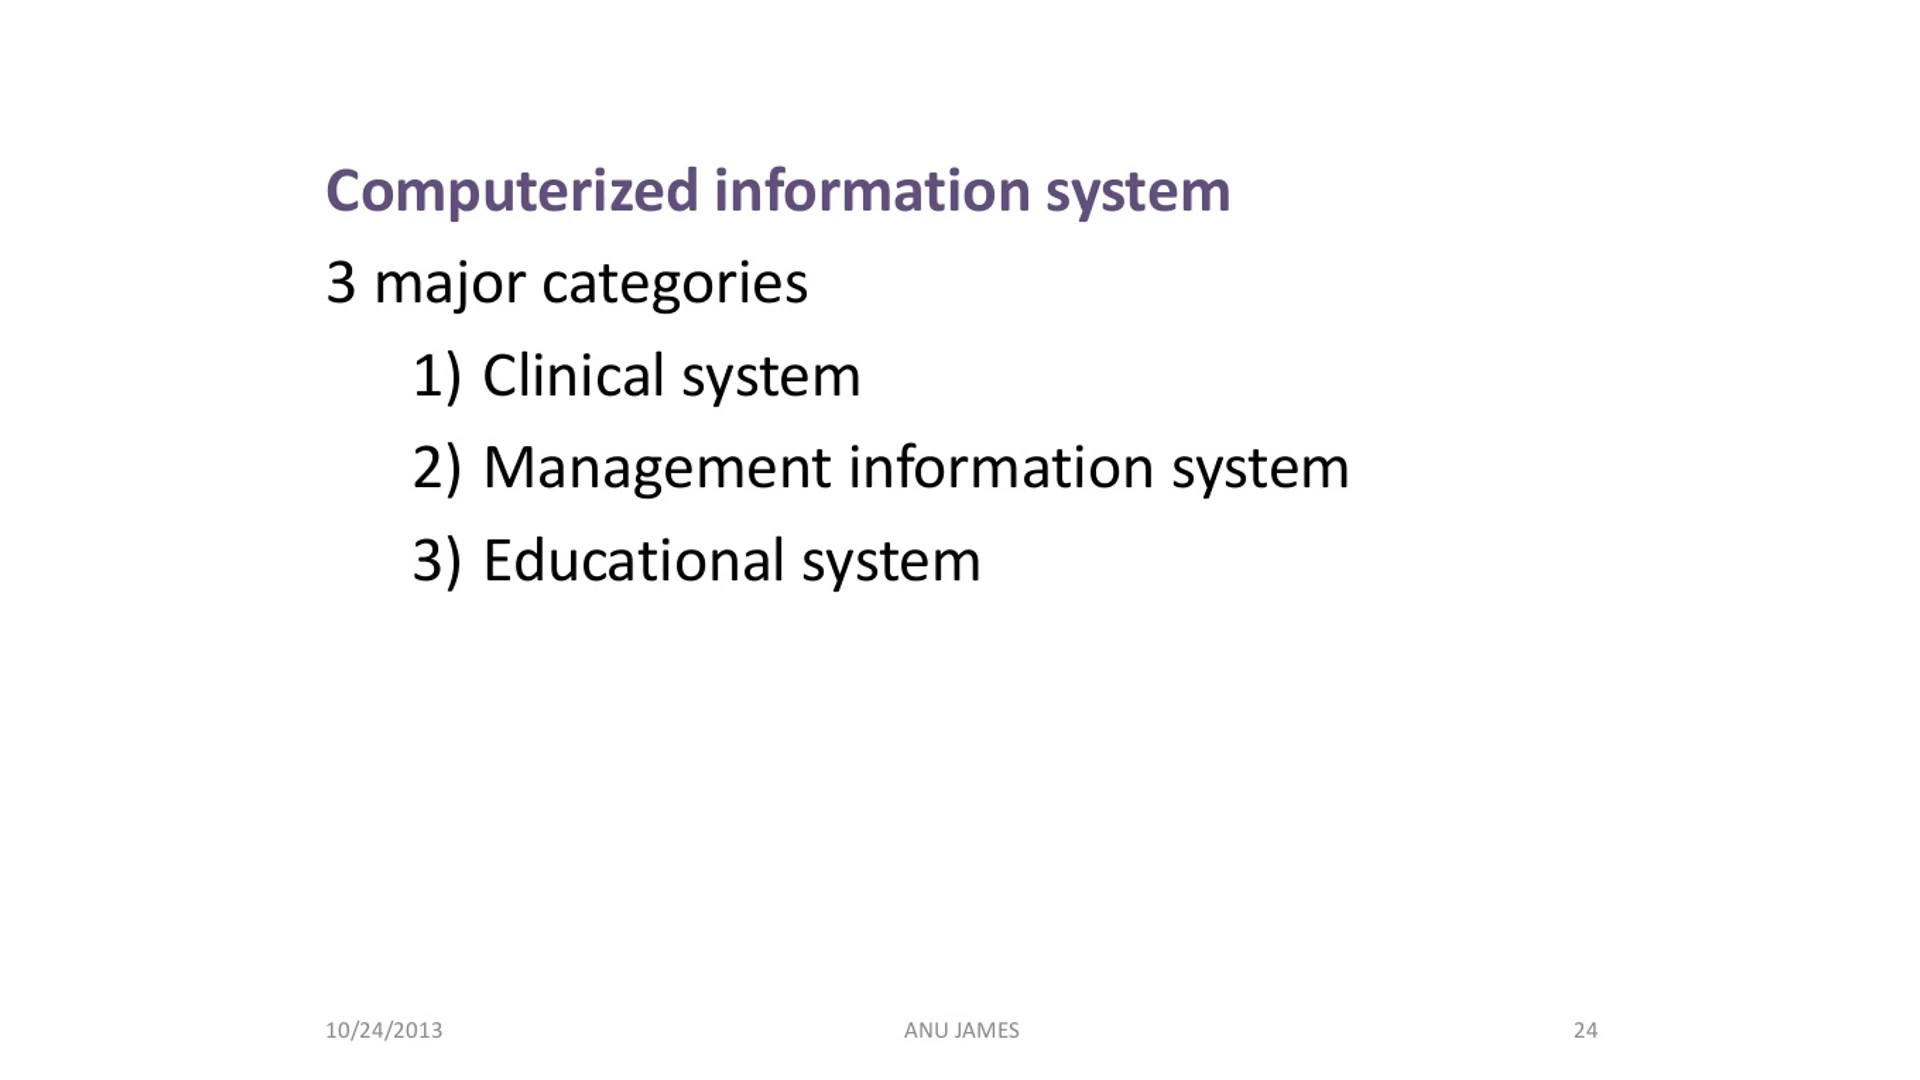 Computerized information system
3 major categories
1) Clinical system
2) Management information system
3) Educational system
10/24/2013
ANU JAMES
24